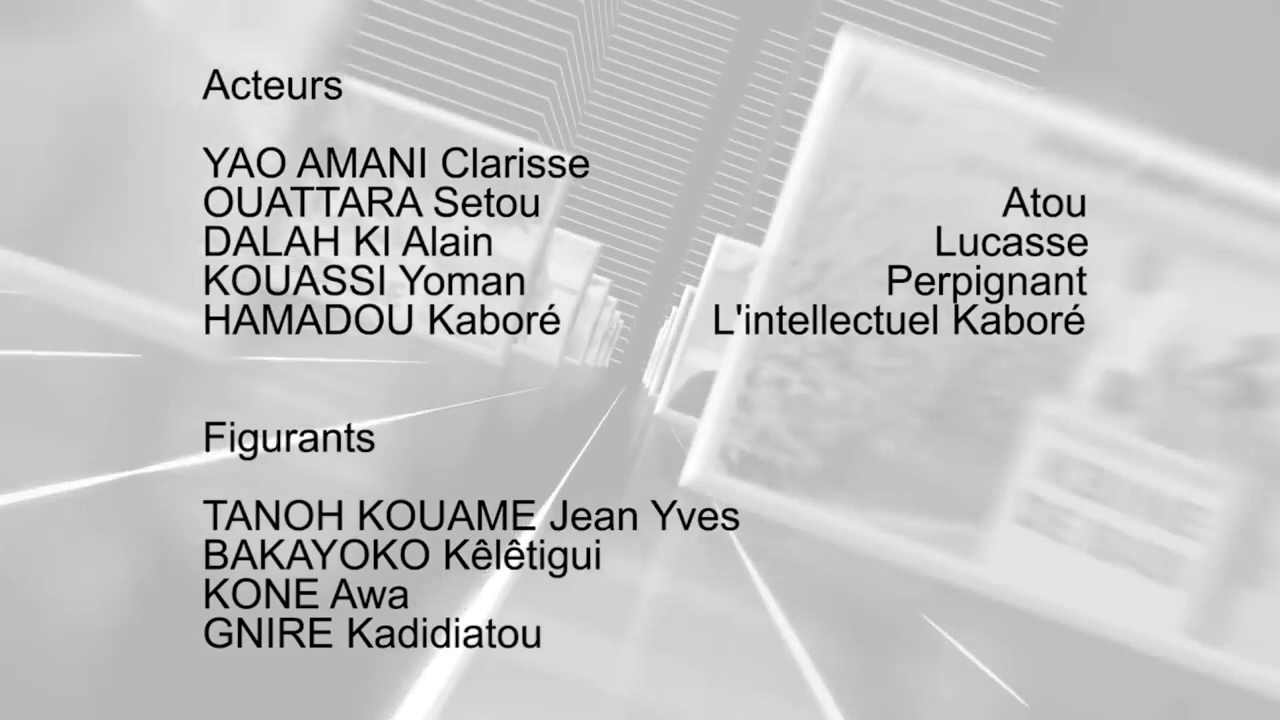 Acteurs
YAO AMANI Clarisse
OUATTARA Setou Atou
DALAH KI Alain Lucasse
KOUASSI Yoman Perpignant
HAMADOU Kaboré L'intellectuel Kaboré
Figurants
TANOH KOUAME Jean Yves
BAKAYOKO Kêlêtigui
KONE Awa
GNIRE Kadidiatou